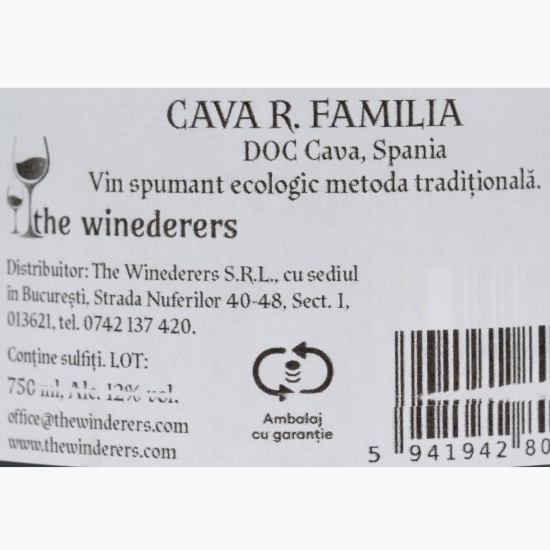 CAVA R. FAMILIA
DOC Cava, Spania
Vin spumant ecologic metoda tradițională.
the winederers
Distribuitor: The Winederers S.R.L., cu sediul
în București, Strada Nuferilor 40-48, Sect. 1,
013621, tel. 0742 137 420.
Conține sulfiți. LOT:
750 ml, Alc. 12% vol.
office@thewinderers.com
www.thewinderers.com
Ambalaj
cu garanție
5 941942 80